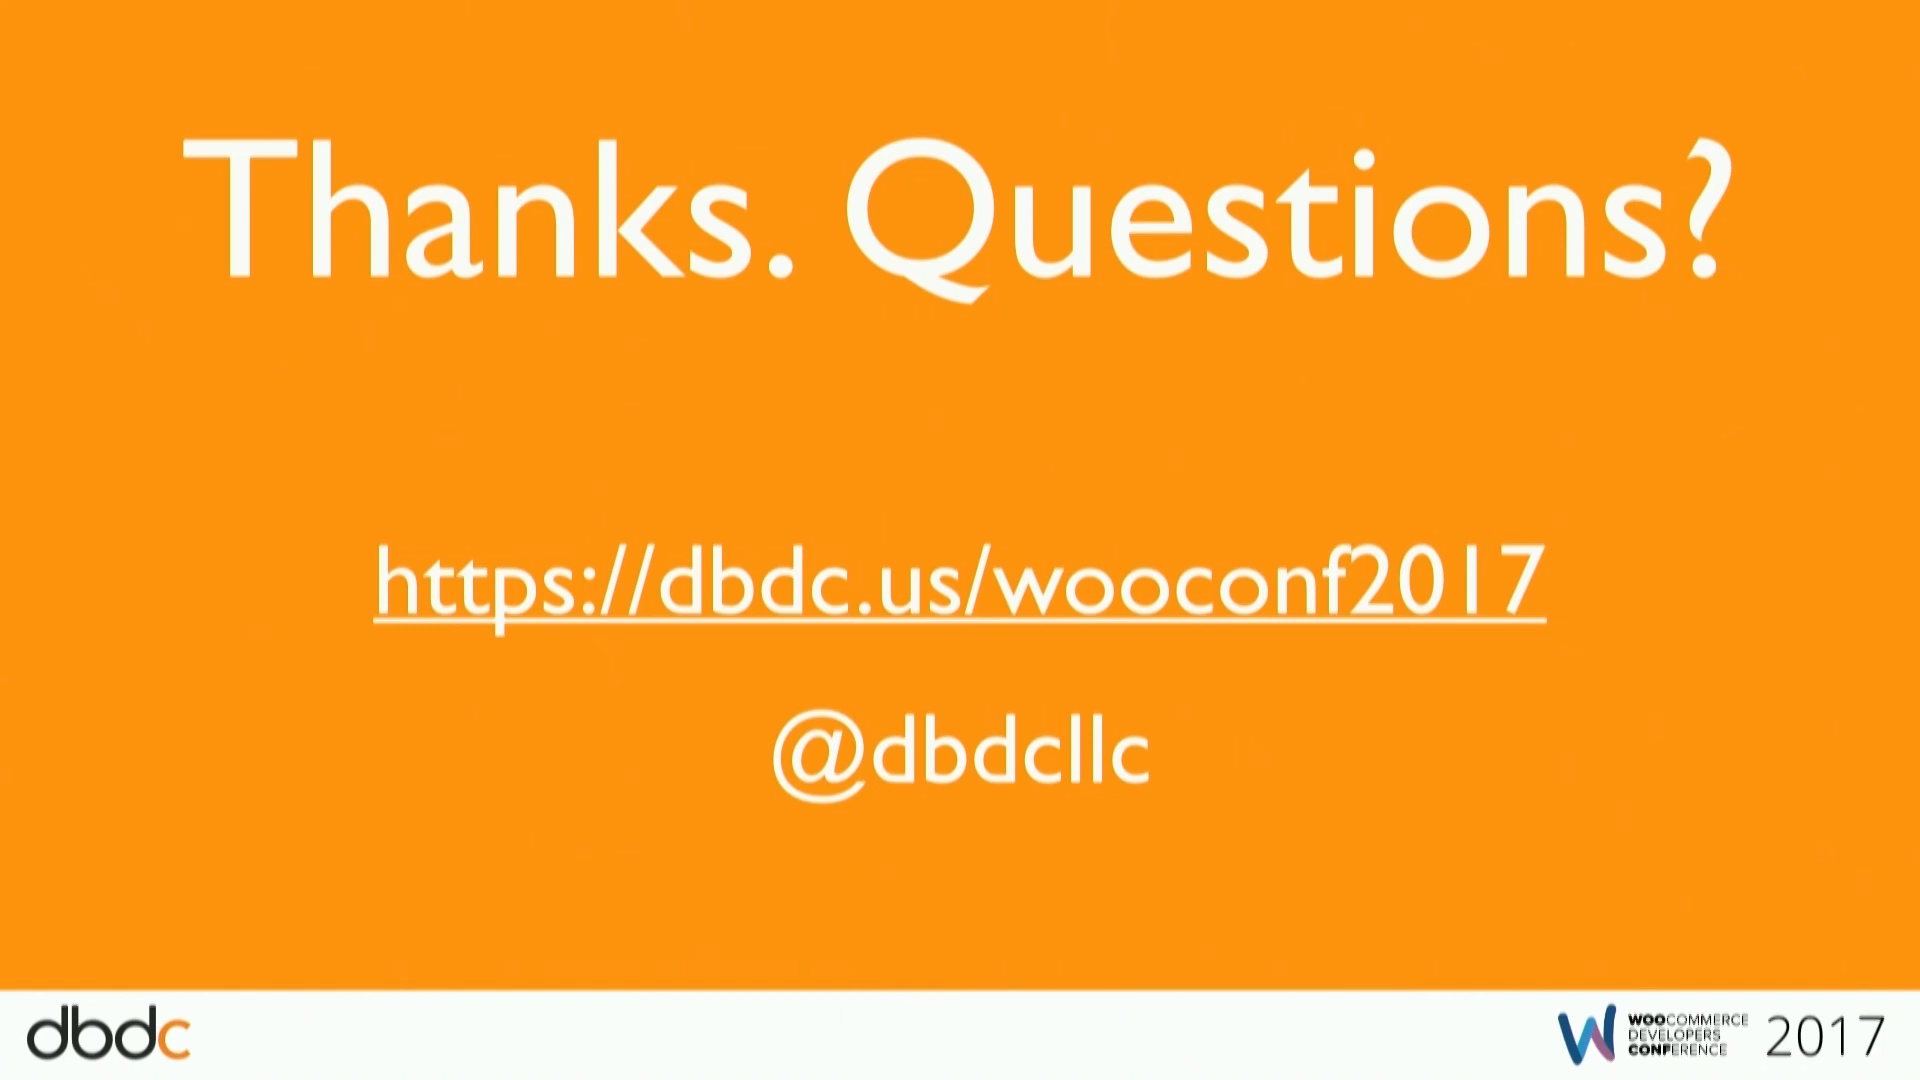 Thanks. Questions?
https://dbdc.us/wooconf2017
@dbdcllc
dbdc
WOOCOMMERCE
DEVELOPERS
CONFERENCE
2017